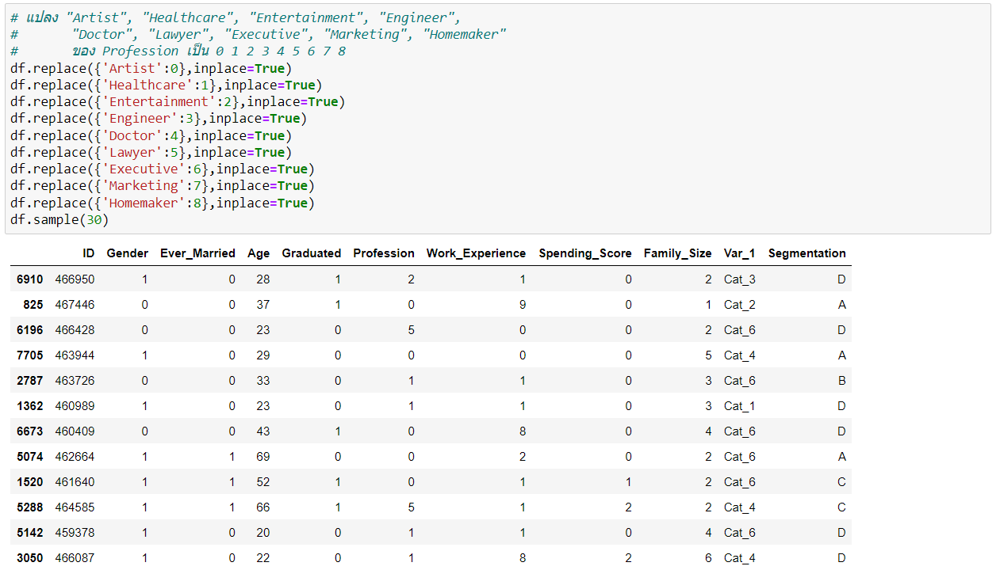 # แปลง "Artist", "Healthcare", "Entertainment", "Engineer",
#       "Doctor", "Lawyer", "Executive", "Marketing", "Homemaker"
#       ของ Profession เป็น 0 1 2 3 4 5 6 7 8
df.replace({'Artist':0},inplace=True)
df.replace({'Healthcare':1},inplace=True)
df.replace({'Entertainment':2},inplace=True)
df.replace({'Engineer':3},inplace=True)
df.replace({'Doctor':4},inplace=True)
df.replace({'Lawyer':5},inplace=True)
df.replace({'Executive':6},inplace=True)
df.replace({'Marketing':7},inplace=True)
df.replace({'Homemaker':8},inplace=True)
df.sample(30)
ID Gender Ever_Married Age Graduated Profession Work_Experience Spending_Score Family_Size Var_1 Segmentation
6910 466950 1 0 28 1 2 1 0 2 Cat_3 D
825 467446 0 0 37 1 0 9 0 1 Cat_2 A
6196 466428 0 0 23 0 5 0 0 2 Cat_6 D
7705 463944 1 0 29 0 0 0 0 5 Cat_4 A
2787 463726 0 0 33 0 1 1 0 3 Cat_6 B
1362 460989 1 0 23 0 1 1 0 3 Cat_1 D
6673 460409 0 0 43 1 0 8 0 4 Cat_6 D
5074 462664 1 1 69 0 0 2 0 2 Cat_6 A
1520 461640 1 1 52 1 0 1 1 2 Cat_6 C
5288 464585 1 1 66 1 5 1 2 2 Cat_4 C
5142 459378 1 0 20 0 1 1 0 4 Cat_6 D
3050 466087 1 0 22 0 1 8 2 6 Cat_4 D